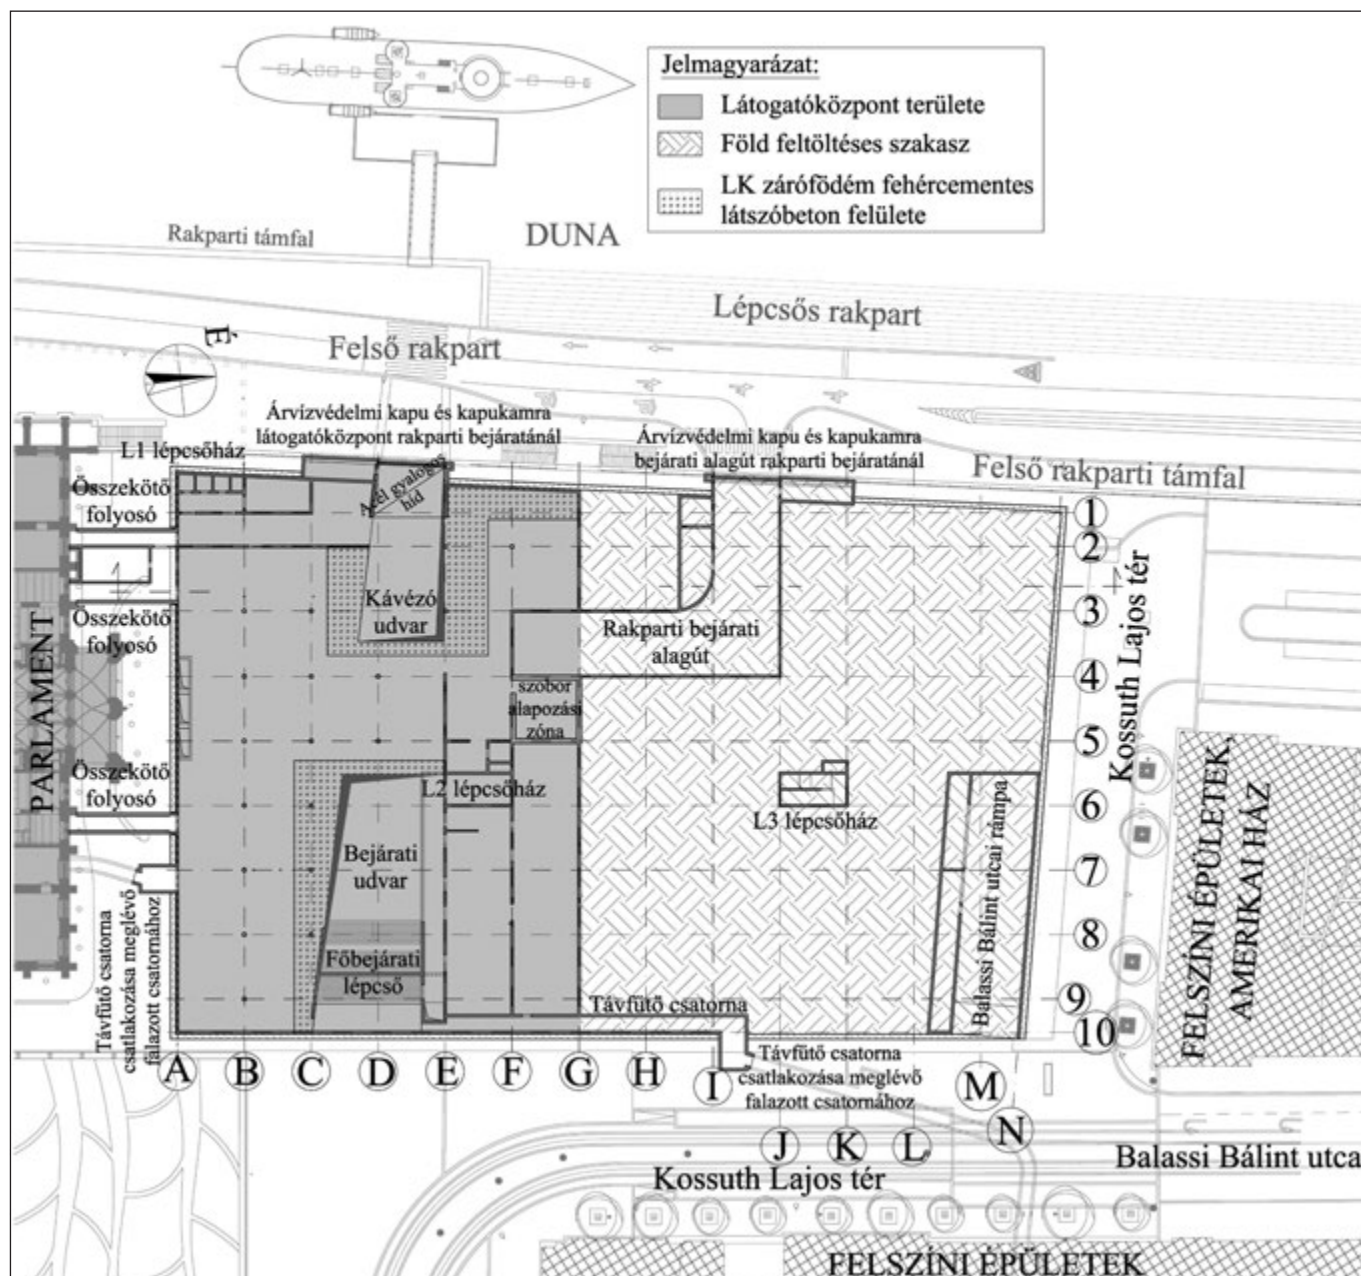 Jelmagyarázat:
Látogatóközpont területe
Föld feltöltéses szakasz
LK zárófödém fehércementes
látszóbeton felülete
Rakparti támfal
DUNA
Lépcsős rakpart
Felső rakpart
É
Árvízvédelmi kapu és kapukamra
látogatóközpont rakparti bejáratánál
Árvízvédelmi kapu és kapukamra
bejárati alagút rakparti bejáratánál
Felső rakparti támfal
L1 lépcsőház
Összekötő
folyosó
Acél gyalogos
híd
Összekötő
folyosó
Kávézó
udvar
Rakparti bejárati
alagút
PARLAMENT
szobor
alapozási
zóna
Összekötő
folyosó
L2 lépcsőház
L3 lépcsőház
Bejárati
udvar
Főbejárati
lépcső
Balassi Bálint utcai rámpa
Távfűtő csatorna
Távfűtő csatorna
csatlakozása meglévő
falazott csatornához
Távfűtő csatorna
csatlakozása meglévő
falazott csatornához
1
2
3
4
5
6
7
8
9
10
Kossuth Lajos tér
FELSZÍNI ÉPÜLETEK,
AMERIKAI HÁZ
A
B
C
D
E
F
G
H
I
J
K
L
M
N
Kossuth Lajos tér
Balassi Bálint utca
FELSZÍNI ÉPÜLETEK